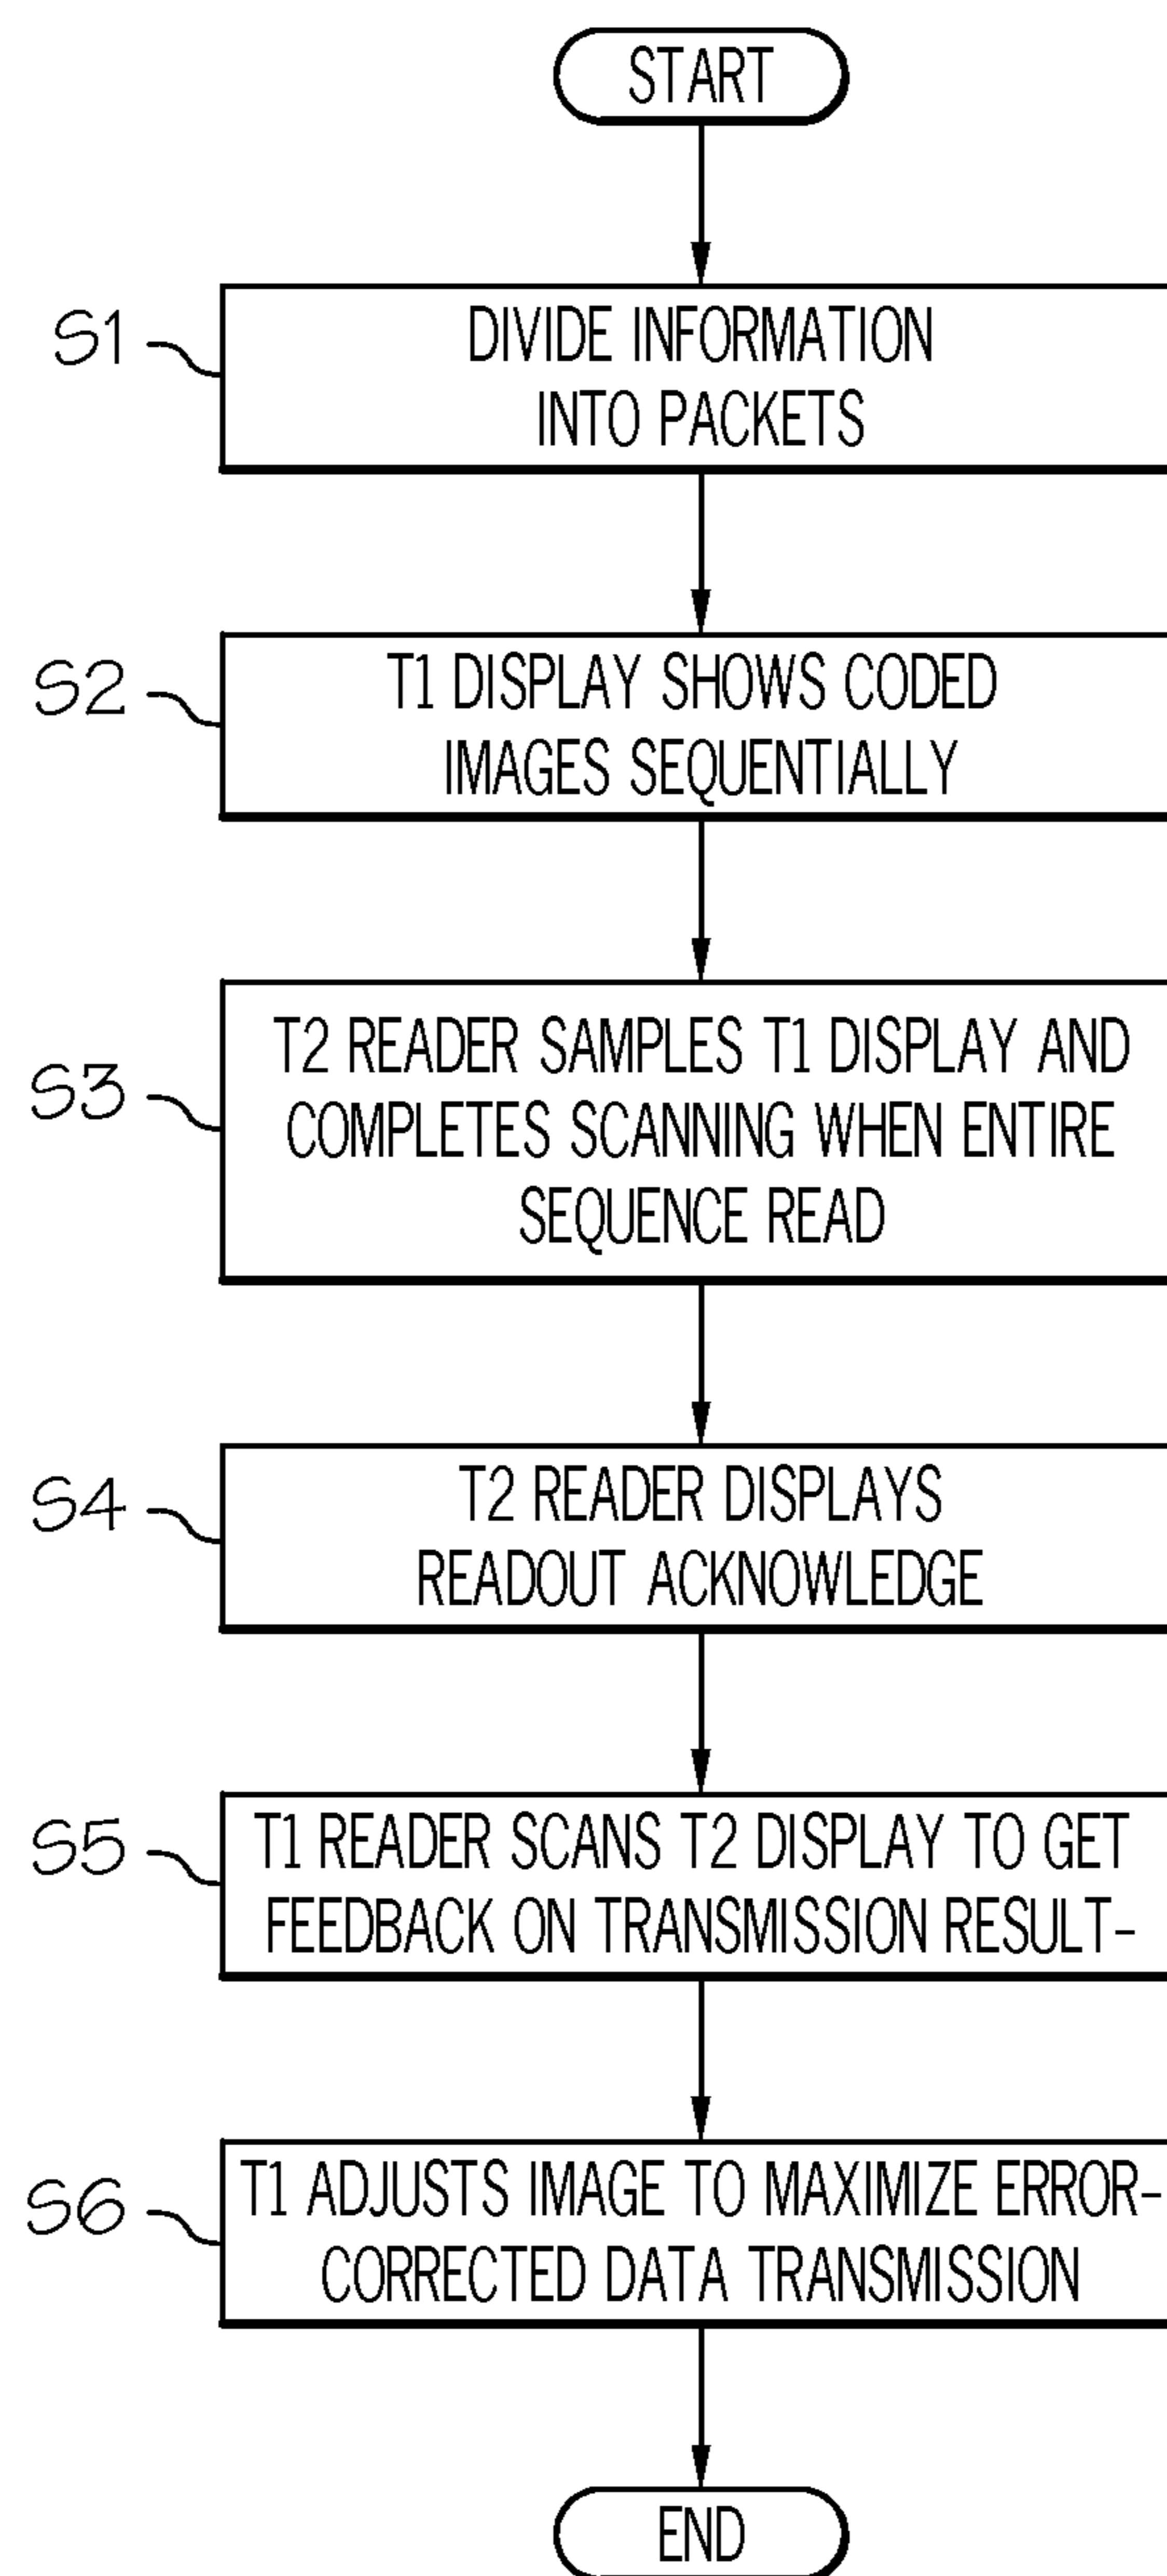 START
S1
DIVIDE INFORMATION
INTO PACKETS
S2
T1 DISPLAY SHOWS CODED
IMAGES SEQUENTIALLY
S3
T2 READER SAMPLES T1 DISPLAY AND
COMPLETES SCANNING WHEN ENTIRE
SEQUENCE READ
S4
T2 READER DISPLAYS
READOUT ACKNOWLEDGE
S5
T1 READER SCANS T2 DISPLAY TO GET
FEEDBACK ON TRANSMISSION RESULT-
S6
T1 ADJUSTS IMAGE TO MAXIMIZE ERROR-
CORRECTED DATA TRANSMISSION
END